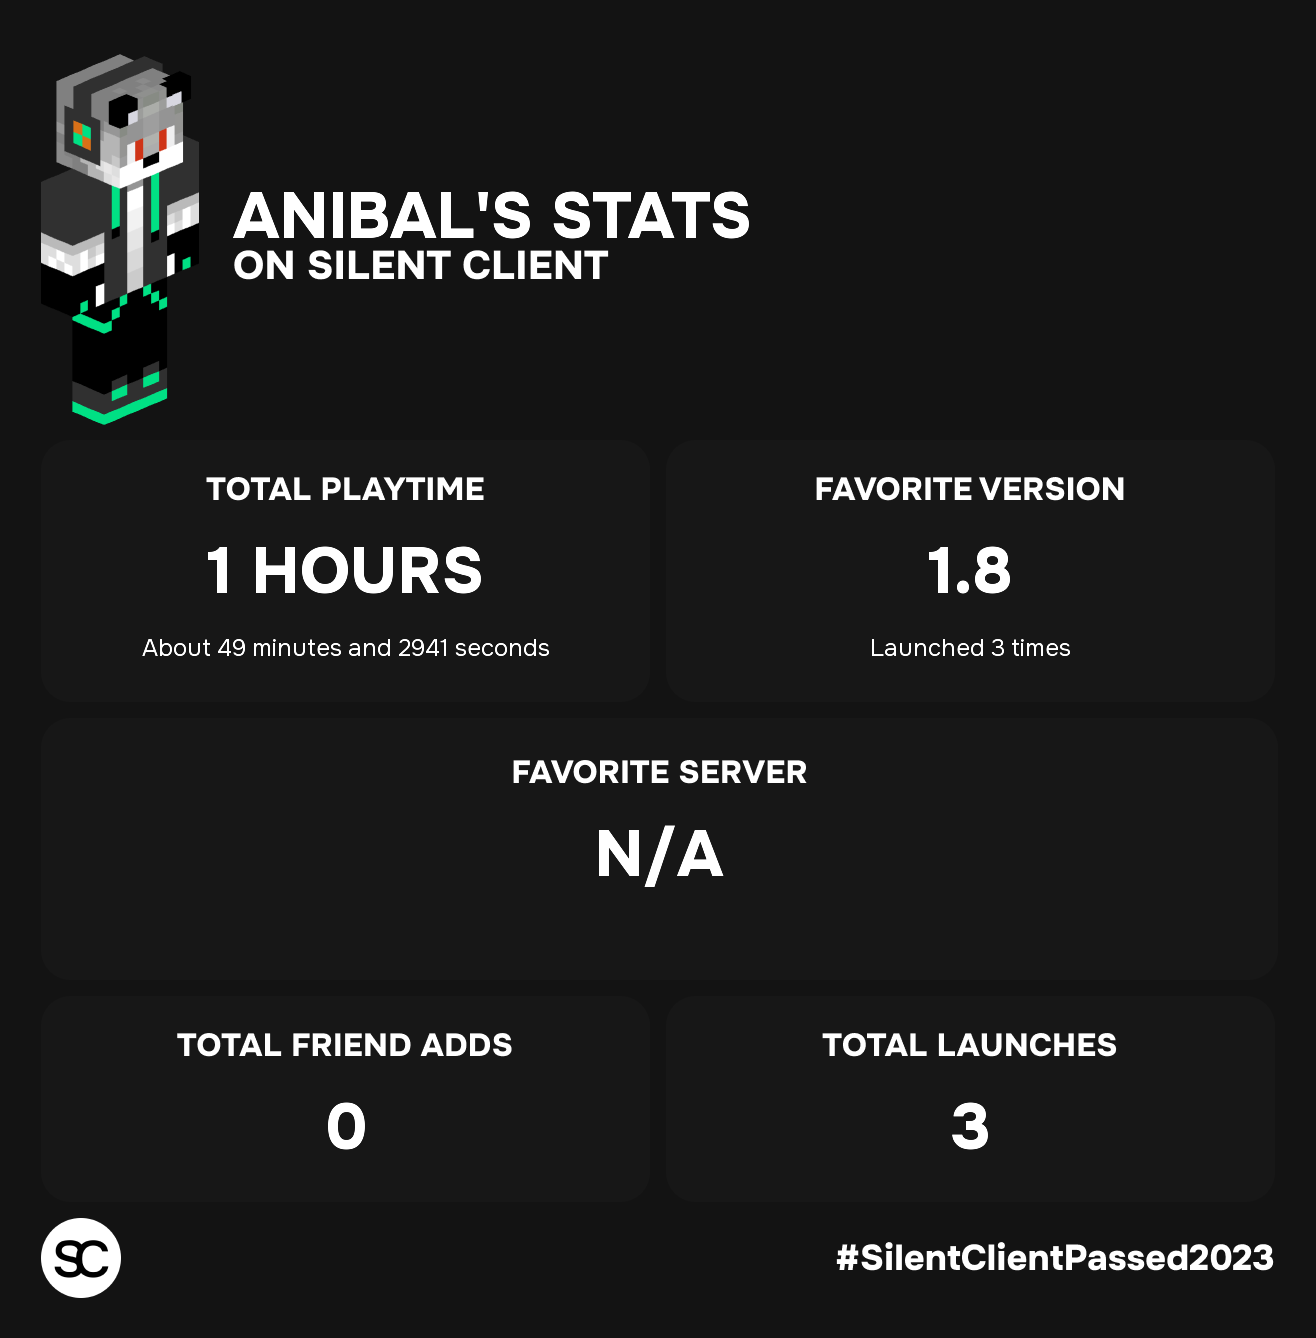 ANIBAL'S STATS
ON SILENT CLIENT
TOTAL PLAYTIME
1 HOURS
About 49 minutes and 2941 seconds
FAVORITE VERSION
1.8
Launched 3 times
FAVORITE SERVER
N/A
TOTAL FRIEND ADDS
0
TOTAL LAUNCHES
3
SC
#SilentClientPassed2023